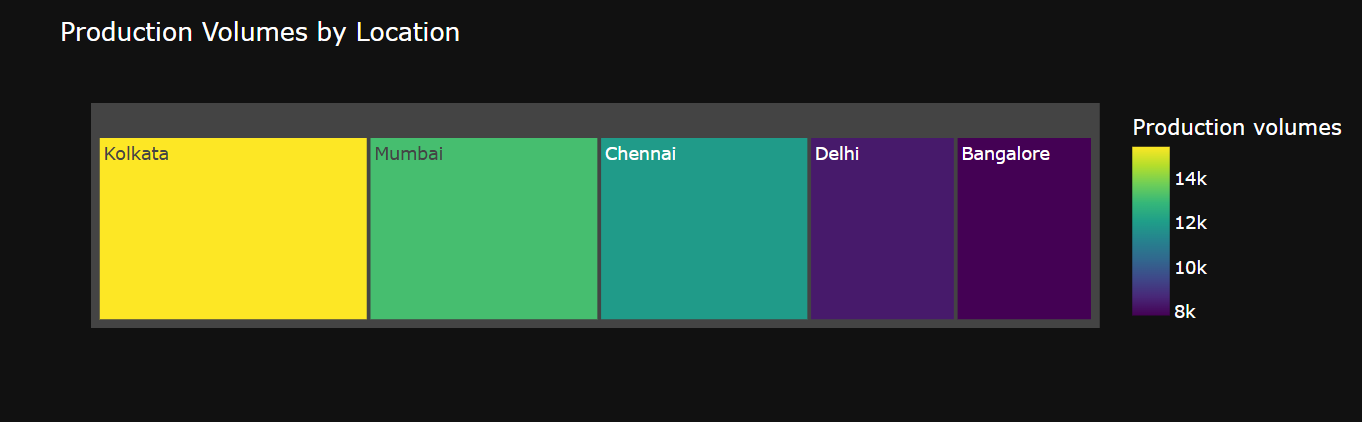 Production Volumes by Location
Kolkata
Mumbai
Chennai
Delhi
Bangalore
Production volumes
14k
12k
10k
8k